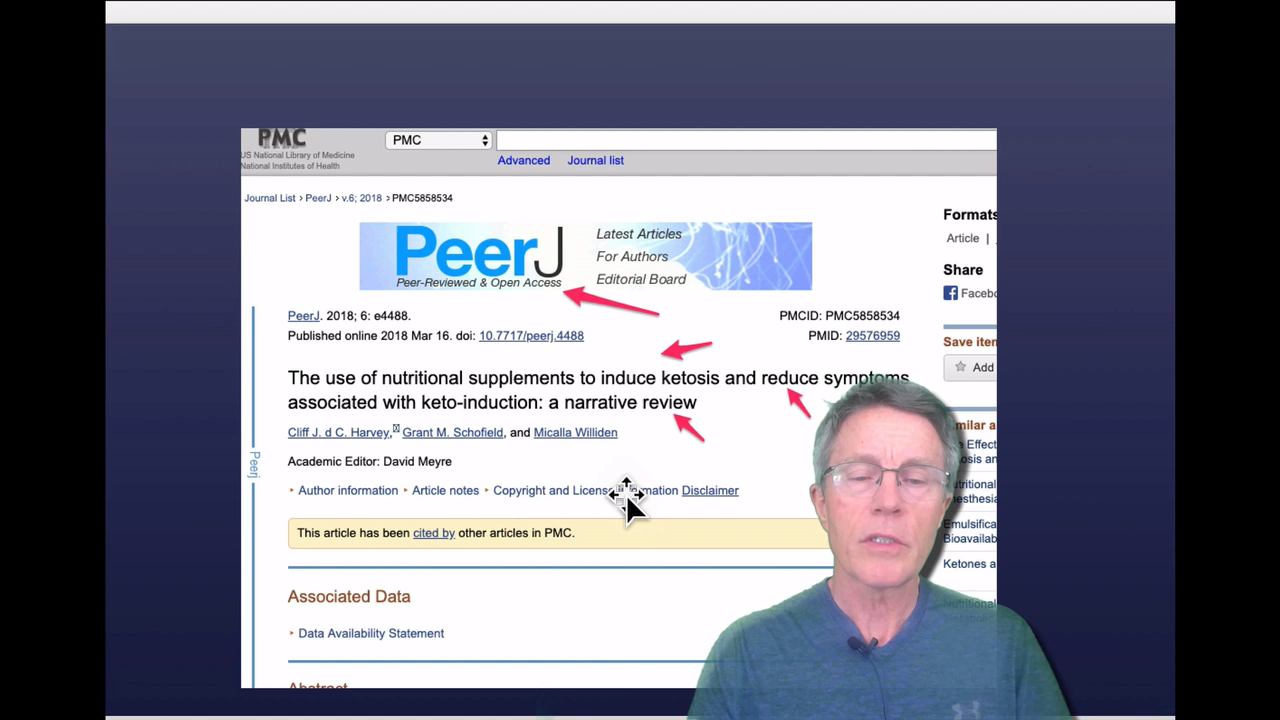 PMC
PMC
US National Library of Medicine
National Institutes of Health
Advanced Journal list
Journal List › PeerJ › v.6; 2018 › PMC5858534
PeerJ
Peer-Reviewed & Open Access
Latest Articles
For Authors
Editorial Board
PeerJ. 2018; 6: e4488.
Published online 2018 Mar 16. doi: 10.7717/peerj.4488
PMCID: PMC5858534
PMID: 29576959
The use of nutritional supplements to induce ketosis and reduce symptoms
associated with keto-induction: a narrative review
Cliff J. d C. Harvey, Grant M. Schofield, and Micalla Williden
Academic Editor: David Meyre
Author information Article notes Copyright and License Disclaimer
This article has been cited by other articles in PMC.
Associated Data
Data Availability Statement
Abstract
PeerJ
Formats
Article |
Share
Save
Add
Ketones